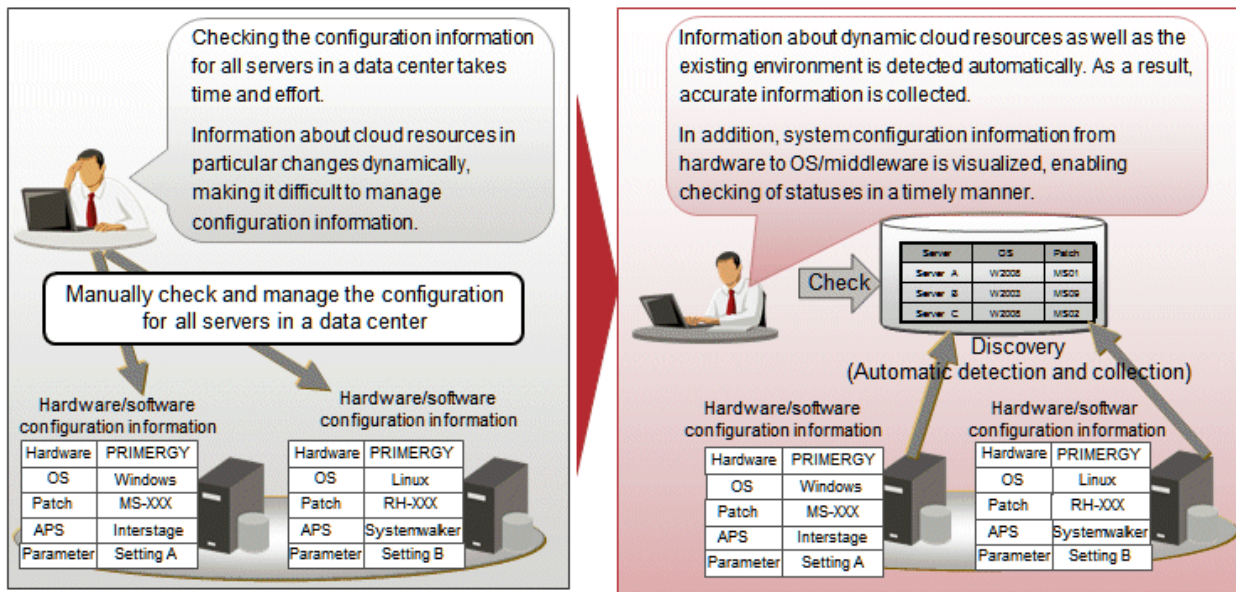 Checking the configuration information
for all servers in a data center takes
time and effort.
Information about cloud resources in
particular changes dynamically,
making it difficult to manage
configuration information.
Manually check and manage the configuration
for all servers in a data center
Hardware/software
configuration information
Hardware PRIMERGY
OS Windows
Patch MS-XXX
APS Interstage
Parameter Setting A
Hardware/software
configuration information
Hardware PRIMERGY
OS Linux
Patch RH-XXX
APS Systemwalker
Parameter Setting B
Information about dynamic cloud resources as well as the
existing environment is detected automatically. As a result,
accurate information is collected.
In addition, system configuration information from
hardware to OS/middleware is visualized, enabling
checking of statuses in a timely manner.
Check
Server OS Patch
Server A W2008 MS01
Server B W2003 MS09
Server C W2008 MS02
Discovery
(Automatic detection and collection)
Hardware/software
configuration information
Hardware PRIMERGY
OS Windows
Patch MS-XXX
APS Interstage
Parameter Setting A
Hardware/softwar
configuration information
Hardware PRIMERGY
OS Linux
Patch RH-XXX
APS Systemwalker
Parameter Setting B